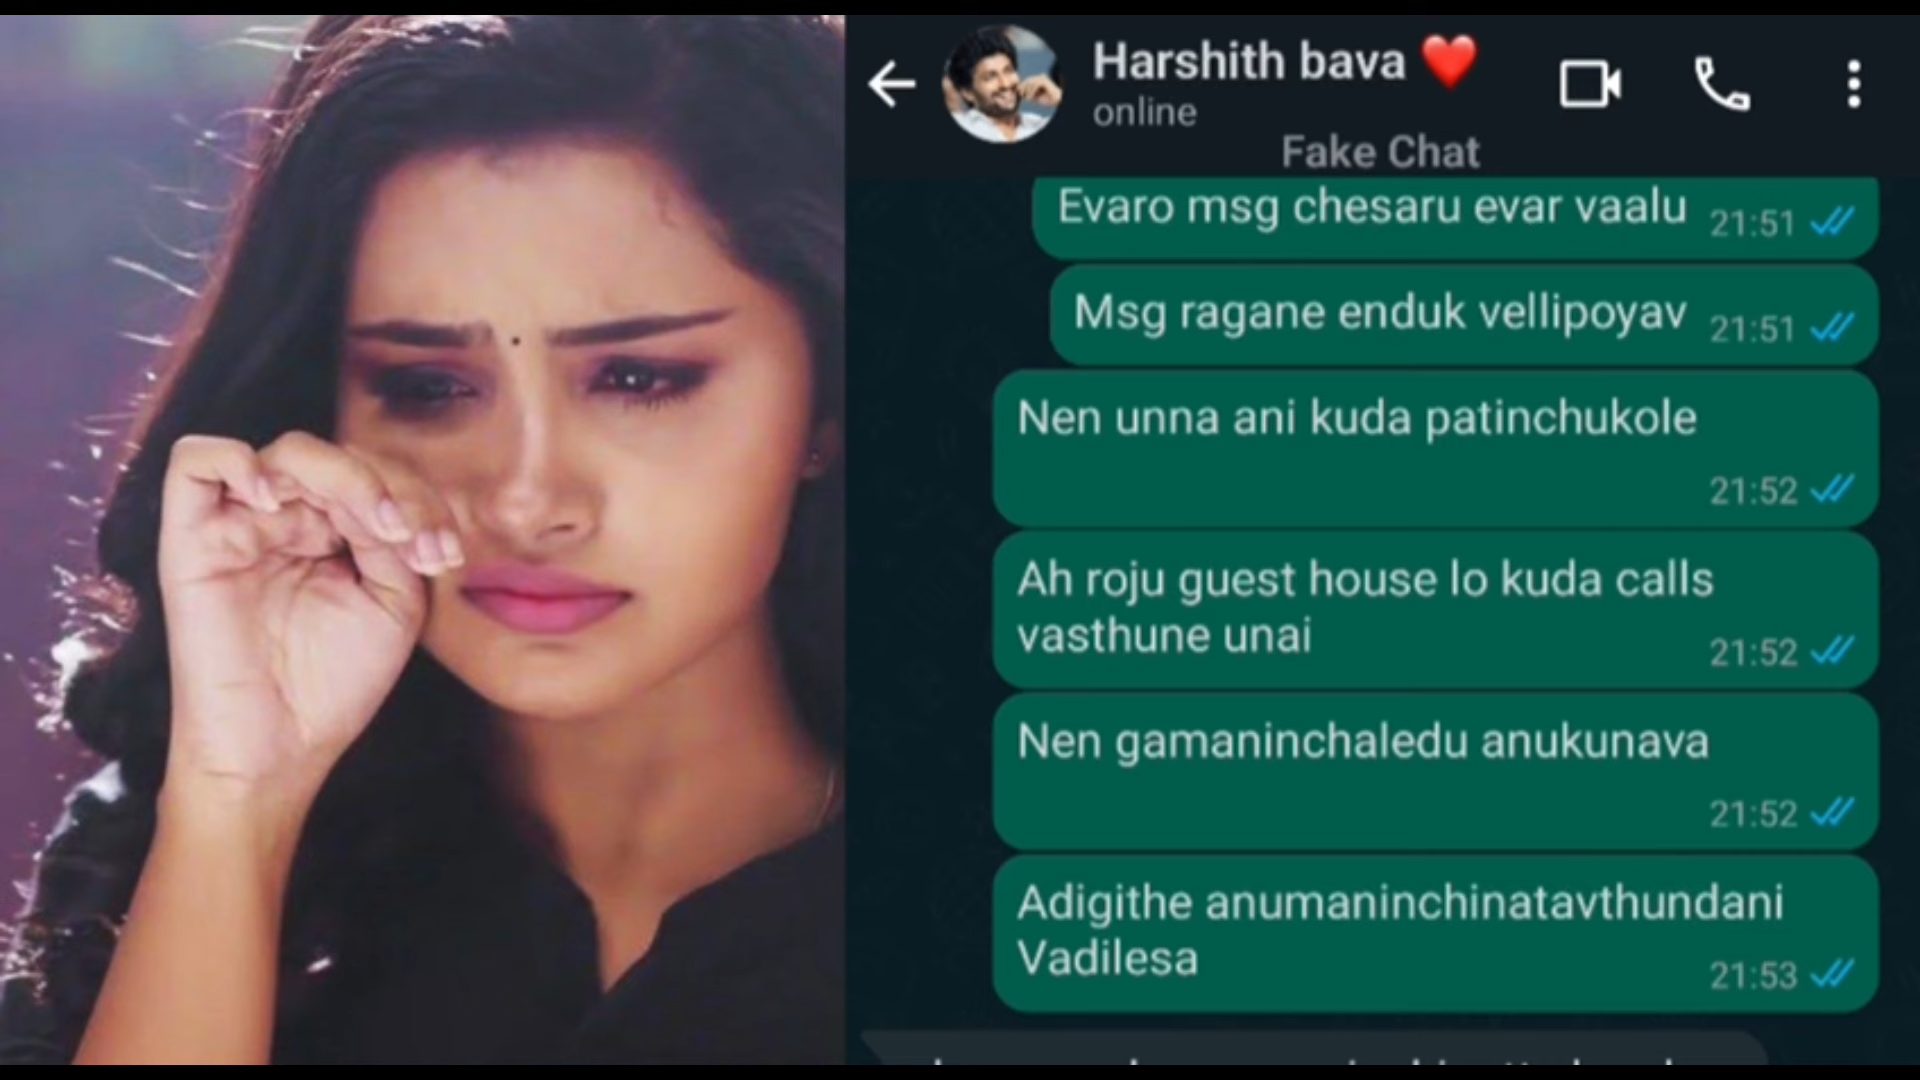 Harshith bava ❤️
online
Fake Chat
Evaro msg chesaru evar vaalu 21:51
Msg ragane enduk vellipoyav 21:51
Nen unna ani kuda patinchukole
21:52
Ah roju guest house lo kuda calls
vasthune unai 21:52
Nen gamaninchaledu anukunava
21:52
Adigithe anumaninchinatavthundani
Vadilesa 21:53